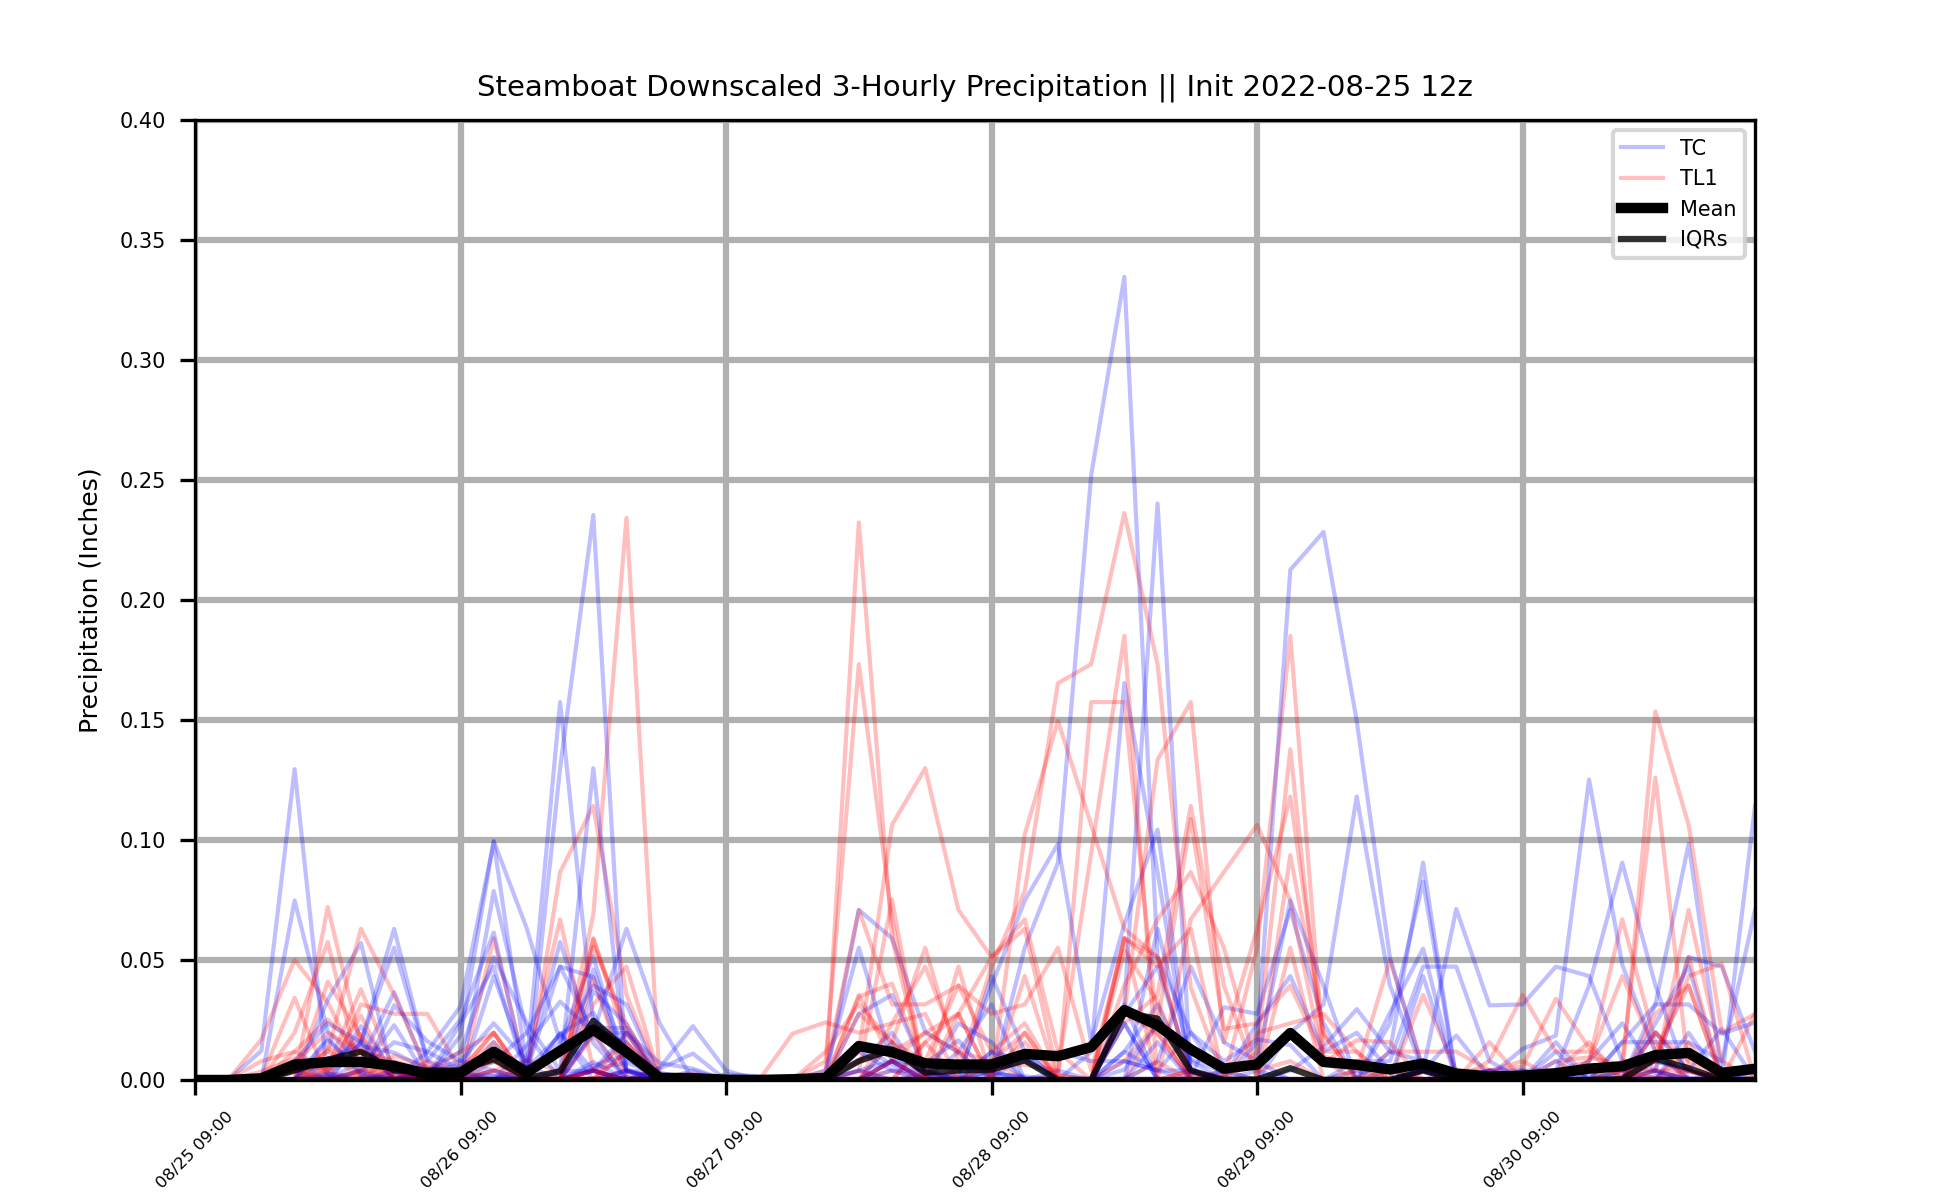 Steamboat Downscaled 3-Hourly Precipitation || Init 2022-08-25 12z
Precipitation (Inches)
0.40
0.35
0.30
0.25
0.20
0.15
0.10
0.05
0.00
TC
TL1
Mean
IQRs
08/25 09:00
08/26 09:00
08/27 09:00
08/28 09:00
08/29 09:00
08/30 09:00